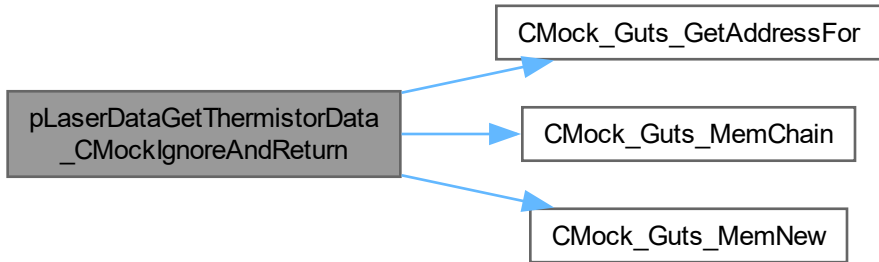 CMock_Guts_GetAddressFor
pLaserDataGetThermistorData
_CMockIgnoreAndReturn
CMock_Guts_MemChain
CMock_Guts_MemNew